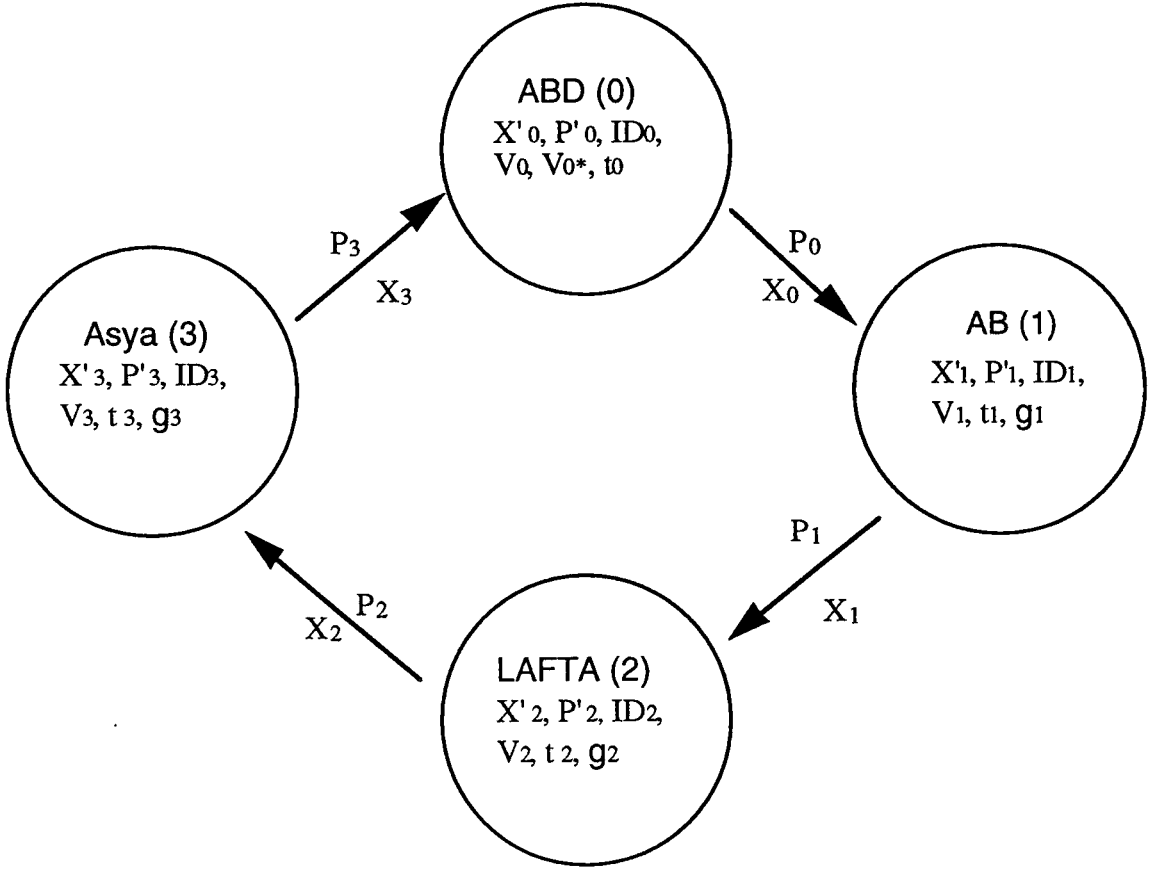 ABD (0)
X'0, P'0, ID0,
V0, V0*, t0
P3
X3
P0
X0
Asya (3)
X'3, P'3, ID3,
V3, t3, g3
AB (1)
X'1, P'1, ID1,
V1, t1, g1
P1
X1
P2
X2
LAFTA (2)
X'2, P'2, ID2,
V2, t2, g2